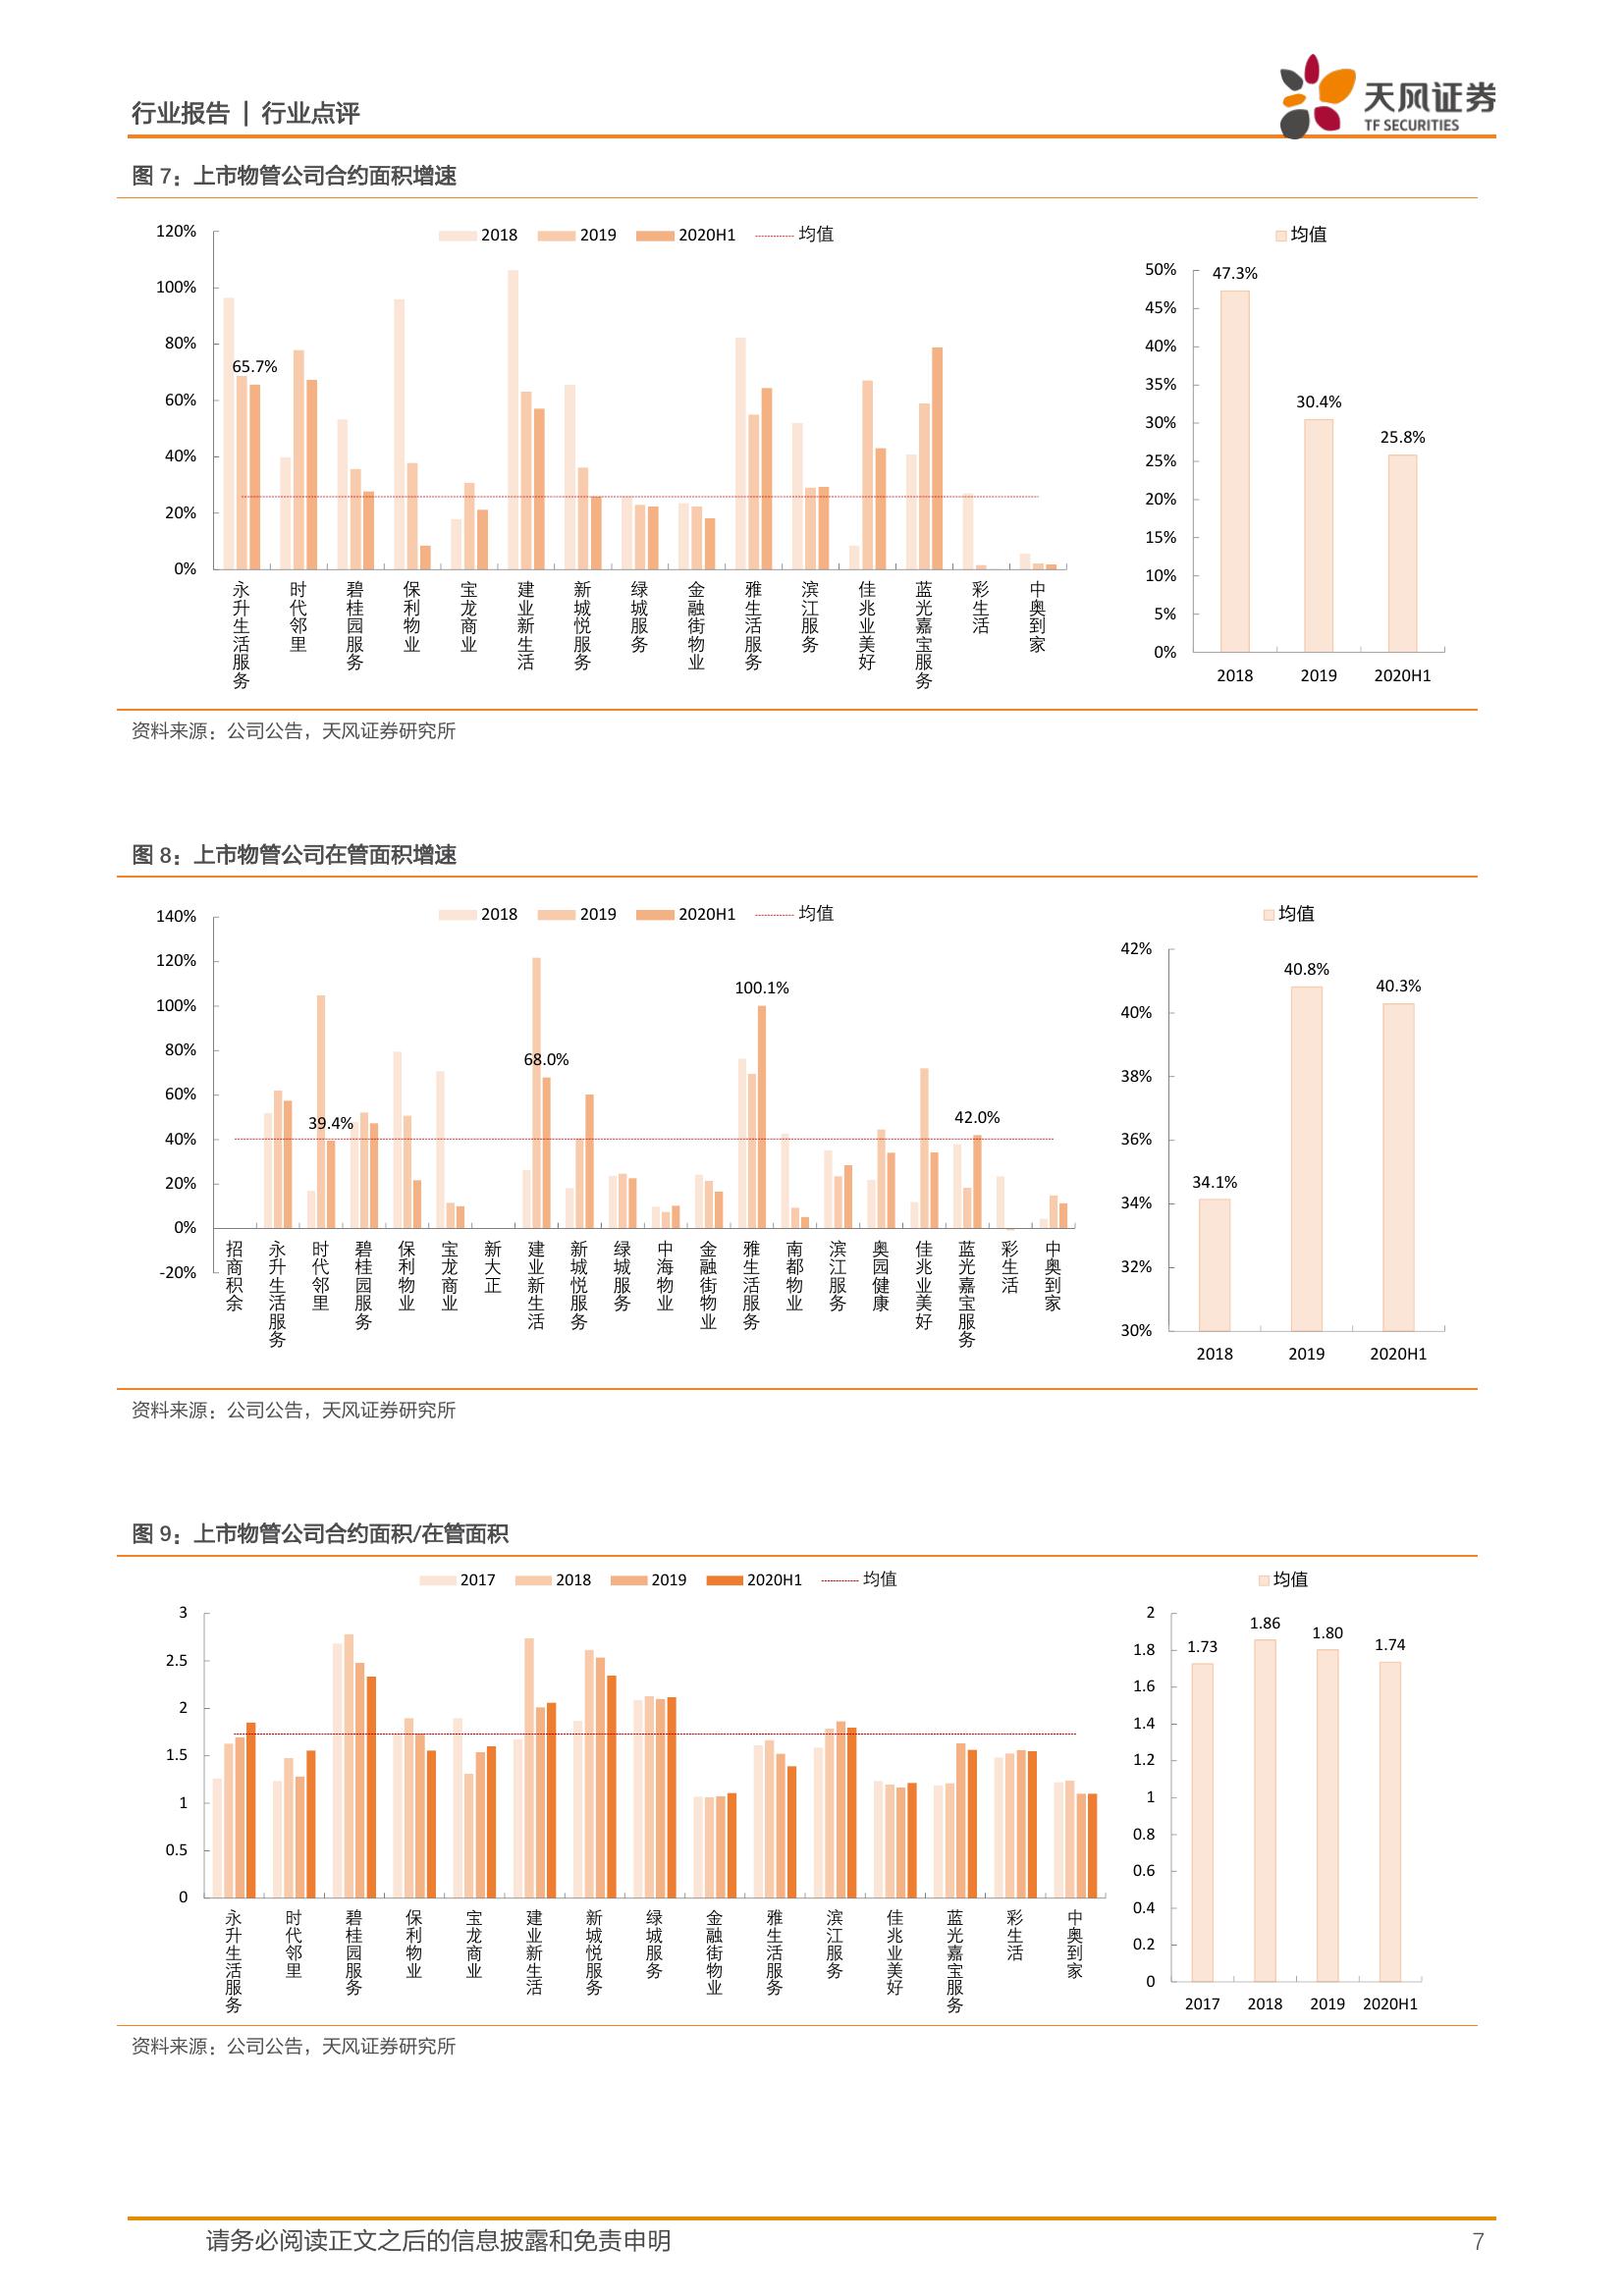 行业报告 | 行业点评
天风证券
TF SECURITIES
图 7：上市物管公司合约面积增速
2018 2019 2020H1 均值
120%
100%
80%
60%
40%
20%
0%
65.7%
永升生活服务
时代邻里
碧桂园服务
保利物业
宝龙商业
建业新生活
新城悦服务
绿城服务
金融街物业
雅生活服务
滨江服务
佳兆业美好
蓝光嘉宝服务
彩生活
中奥到家
均值
50%
45%
40%
35%
30%
25%
20%
15%
10%
5%
0%
47.3%
30.4%
25.8%
2018 2019 2020H1
资料来源：公司公告，天风证券研究所
图 8：上市物管公司在管面积增速
2018 2019 2020H1 均值
140%
120%
100%
80%
60%
40%
20%
0%
-20%
39.4%
68.0%
100.1%
42.0%
招商积余
永升生活服务
时代邻里
碧桂园服务
保利物业
宝龙商业
新大正
建业新生活
新城悦服务
绿城服务
中海物业
金融街物业
雅生活服务
南都物业
滨江服务
奥园健康
佳兆业美好
蓝光嘉宝服务
彩生活
中奥到家
均值
42%
40%
38%
36%
34%
32%
30%
34.1%
40.8%
40.3%
2018 2019 2020H1
资料来源：公司公告，天风证券研究所
图 9：上市物管公司合约面积/在管面积
2017 2018 2019 2020H1 均值
3
2.5
2
1.5
1
0.5
0
永升生活服务
时代邻里
碧桂园服务
保利物业
宝龙商业
建业新生活
新城悦服务
绿城服务
金融街物业
雅生活服务
滨江服务
佳兆业美好
蓝光嘉宝服务
彩生活
中奥到家
均值
2
1.8
1.6
1.4
1.2
1
0.8
0.6
0.4
0.2
0
1.73
1.86
1.80
1.74
2017 2018 2019 2020H1
资料来源：公司公告，天风证券研究所
请务必阅读正文之后的信息披露和免责申明 7